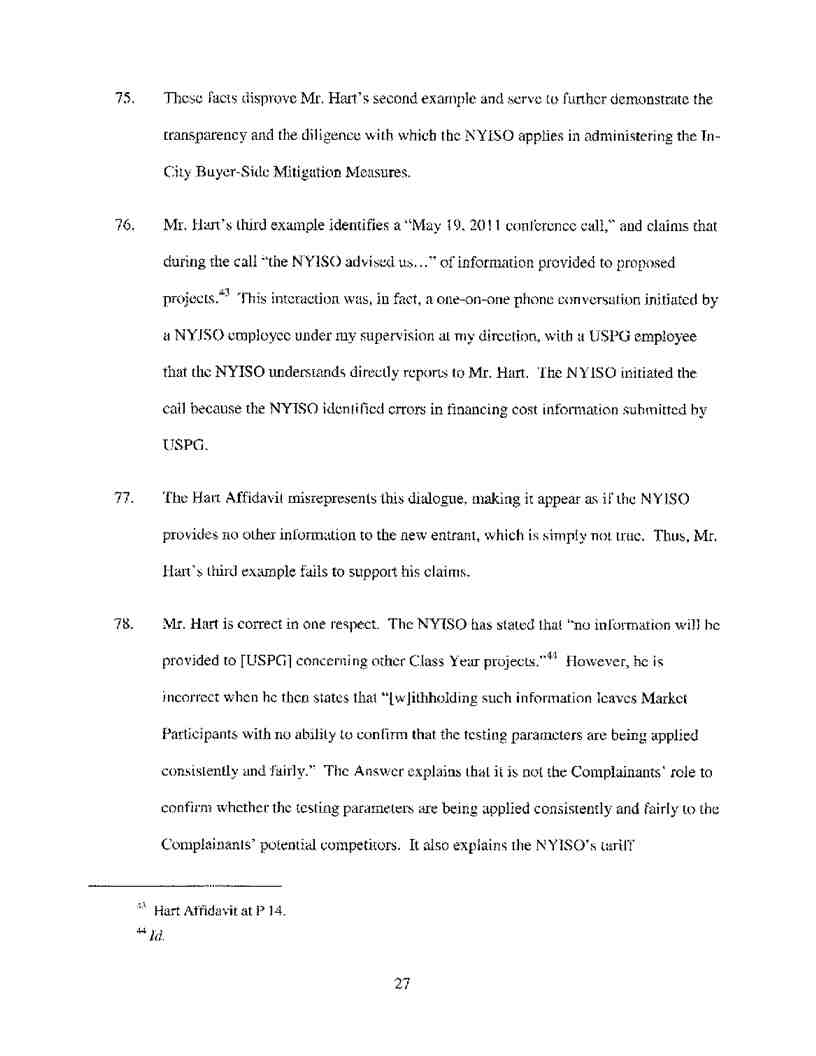 75. These facts disprove Mr. Hart's second example and serve to further demonstrate the
transparency and the diligence with which the NYISO applies in administering the In-
City Buyer-Side Mitigation Measures.
76. Mr. Hart's third example identifies a "May 19, 2011 conference call," and claims that
during the call "the NYISO advised us…" of information provided to proposed
projects.43 This interaction was, in fact, a one-on-one phone conversation initiated by
a NYISO employee under my supervision at my direction, with a USPG employee
that the NYISO understands directly reports to Mr. Hart. The NYISO initiated the
call because the NYISO identified errors in financing cost information submitted by
USPG.
77. The Hart Affidavit misrepresents this dialogue, making it appear as if the NYISO
provides no other information to the new entrant, which is simply not true. Thus, Mr.
Hart's third example fails to support his claims.
78. Mr. Hart is correct in one respect. The NYISO has stated that "no information will be
provided to [USPG] concerning other Class Year projects."44 However, he is
incorrect when he then states that "[w]ithholding such information leaves Market
Participants with no ability to confirm that the testing parameters are being applied
consistently and fairly." The Answer explains that it is not the Complainants' role to
confirm whether the testing parameters are being applied consistently and fairly to the
Complainants' potential competitors. It also explains the NYISO's tariff
43 Hart Affidavit at P 14.
44 Id.
27